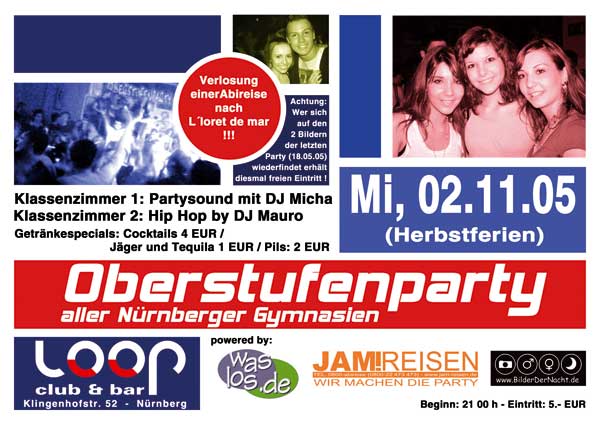 Verlosung
einerAbireise
nach
L´loret de mar
!!!
Achtung:
Wer sich
auf den
2 Bildern
der letzten
Party (18.05.05)
wiederfindet erhält
diesmal freien Eintritt !
Klassenzimmer 1: Partysound mit DJ Micha
Klassenzimmer 2: Hip Hop by DJ Mauro
Getränkespecials: Cocktails 4 EUR /
Jäger und Tequila 1 EUR / Pils: 2 EUR
Mi, 02.11.05
(Herbstferien)
Oberstufenparty
aller Nürnberger Gymnasien
LOOP
club & bar
Klingenhofstr. 52 - Nürnberg
powered by:
was
los.de
JAM!REISEN
WIR MACHEN DIE PARTY
www.BilderDerNacht.de
Beginn: 21 00 h - Eintritt: 5.- EUR